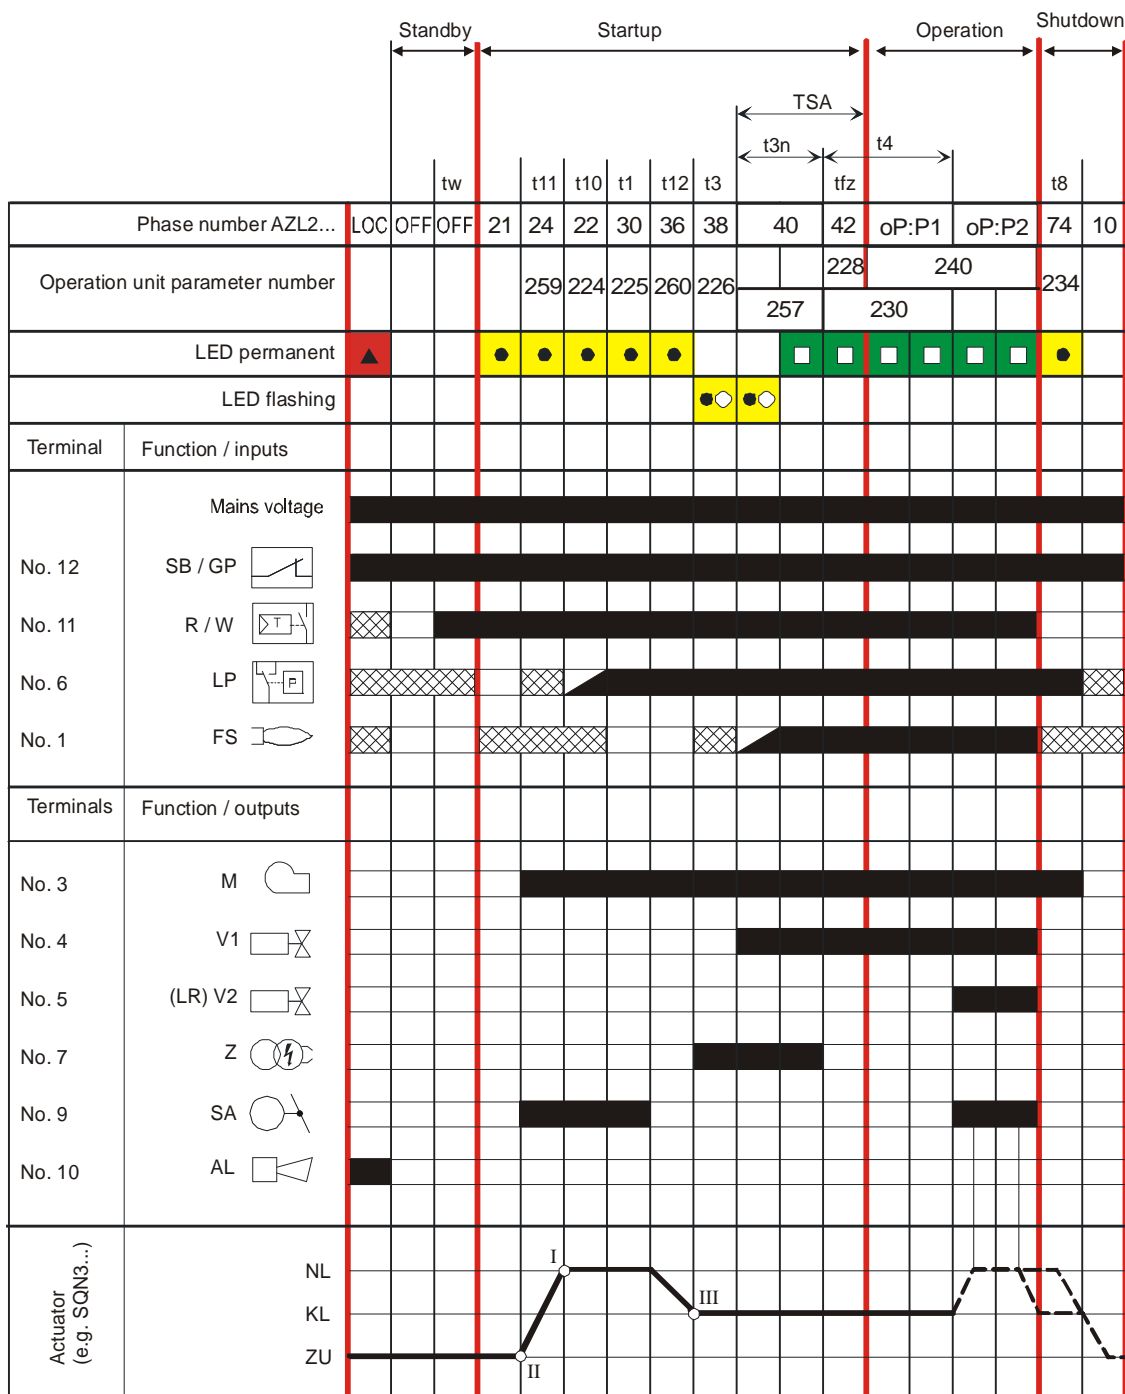 Standby Startup Operation Shutdown
TSA
t3n t4
tw t11 t10 t1 t12 t3 tfz t8
Phase number AZL2... LOC OFF OFF 21 24 22 30 36 38 40 42 oP:P1 oP:P2 74 10
228 240
Operation unit parameter number 259 224 225 260 226 234
257 230
LED permanent
LED flashing
Terminal Function / inputs
Mains voltage
No. 12 SB / GP
No. 11 R / W T
No. 6 LP P
No. 1 FS
Terminals Function / outputs
No. 3 M
No. 4 V1
No. 5 (LR) V2
No. 7 Z
No. 9 SA
No. 10 AL
Actuator
(e.g. SQN3...)
I
NL
III
KL
ZU
II